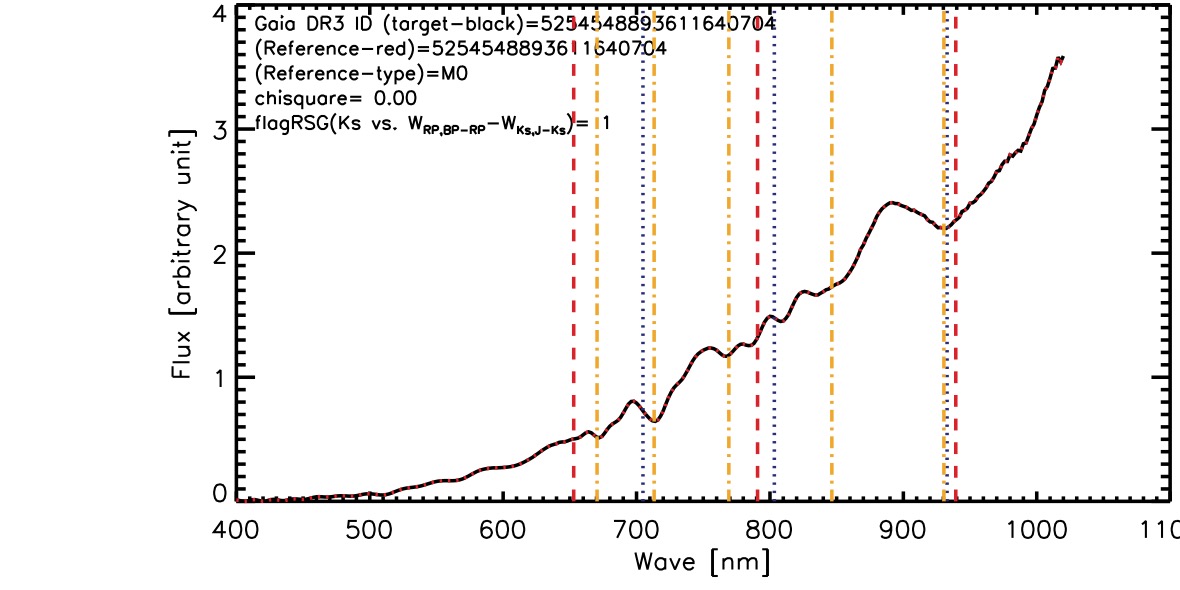 Gaia DR3 ID (target-black)=5254548893611640704
(Reference-red)=5254548893611640704
(Reference-type)=M0
chisquare= 0.00
flagRSG(Ks vs. W_RP,BP-RP-W_Ks,J-Ks)= 1
4
3
2
1
0
Flux [arbitrary unit]
400 500 600 700 800 900 1000 110
Wave [nm]